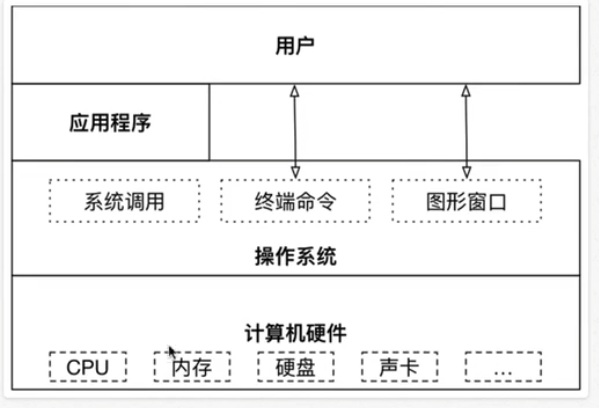 用户
应用程序
系统调用 终端命令 图形窗口
操作系统
计算机硬件
CPU 内存 硬盘 声卡 ...